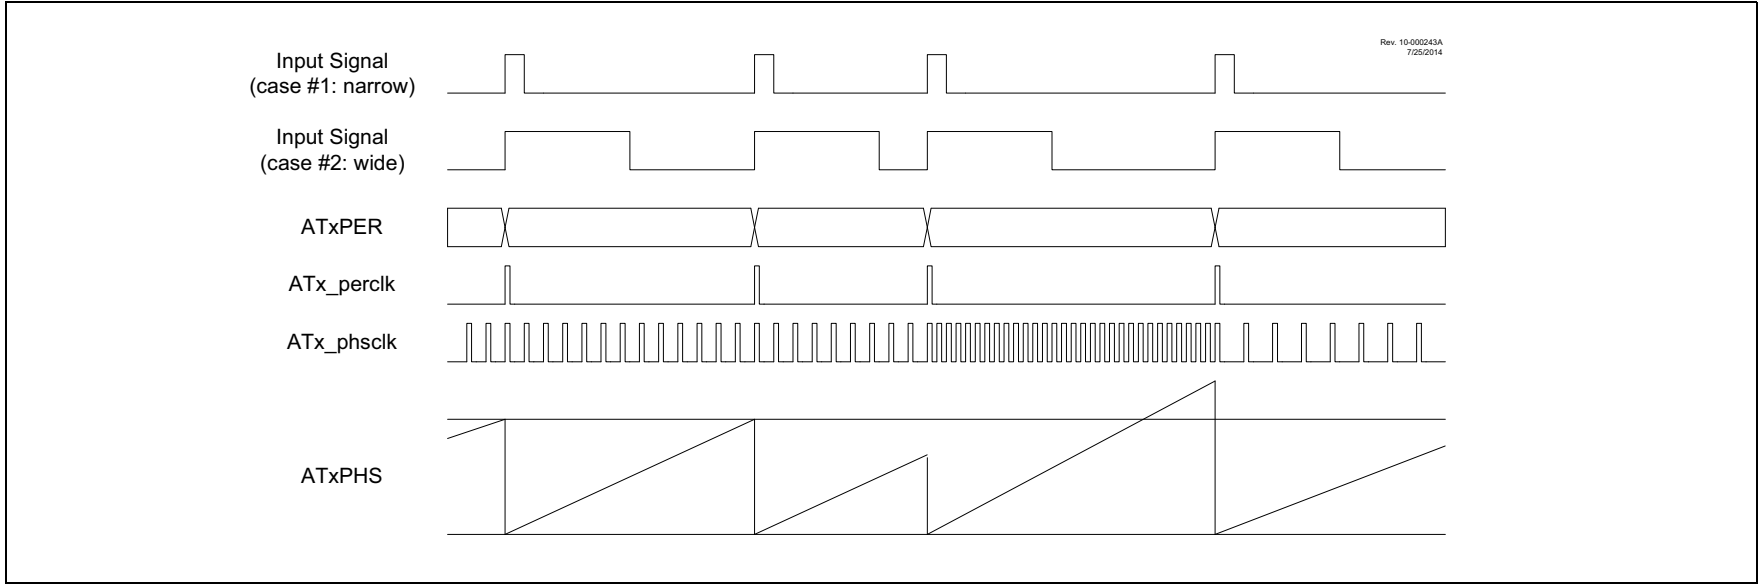 Rev. 10-000243A
7/25/2014
Input Signal
(case #1: narrow)
Input Signal
(case #2: wide)
ATxPER
ATx_perclk
ATx_phsclk
ATxPHS